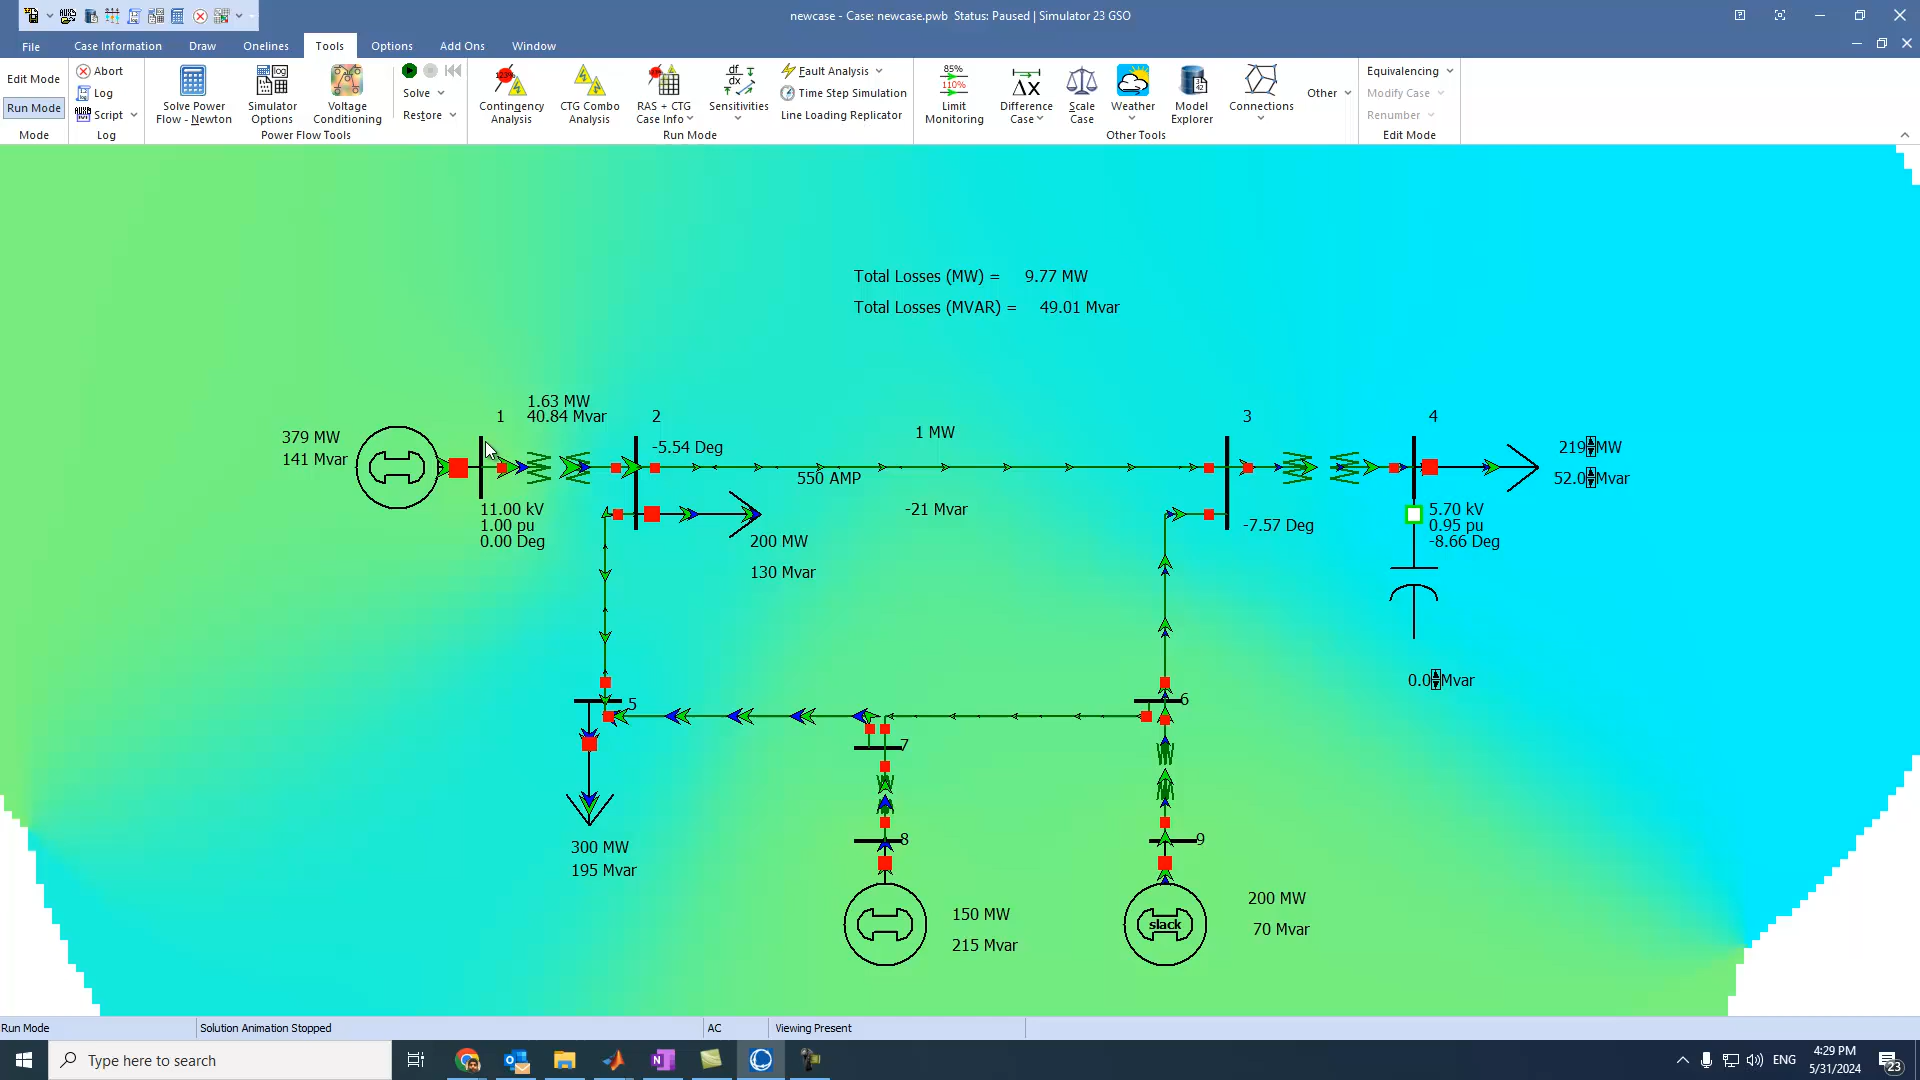 newcase - Case: newcase.pwb Status: Paused | Simulator 23 GSO
File Case Information Draw Onelines Tools Options Add Ons Window
Edit Mode
Run Mode
Mode
Abort
Log
Script
Log
Solve Power
Flow - Newton
Simulator
Options
Voltage
Conditioning
Solve
Restore
Power Flow Tools
Contingency
Analysis
CTG Combo
Analysis
RAS + CTG
Case Info
df
dx
Sensitivities
Fault Analysis
Time Step Simulation
Line Loading Replicator
Run Mode
85%
110%
Limit
Monitoring
ΔX
Difference
Case
Scale
Case
Weather
Model
Explorer
Connections
Other
Other Tools
Equivalencing
Modify Case
Renumber
Edit Mode
Total Losses (MW) = 9.77 MW
Total Losses (MVAR) = 49.01 Mvar
1.63 MW
1 40.84 Mvar 2 3 4
379 MW
141 Mvar
-5.54 Deg
1 MW
550 AMP
-21 Mvar
219 MW
52.0 Mvar
11.00 kV
1.00 pu
0.00 Deg
200 MW
130 Mvar
-7.57 Deg
5.70 kV
0.95 pu
-8.66 Deg
0.0 Mvar
5
6
7
8
9
300 MW
195 Mvar
150 MW
215 Mvar
slack
200 MW
70 Mvar
Run Mode Solution Animation Stopped AC Viewing Present
Type here to search
ENG
4:29 PM
5/31/2024
23